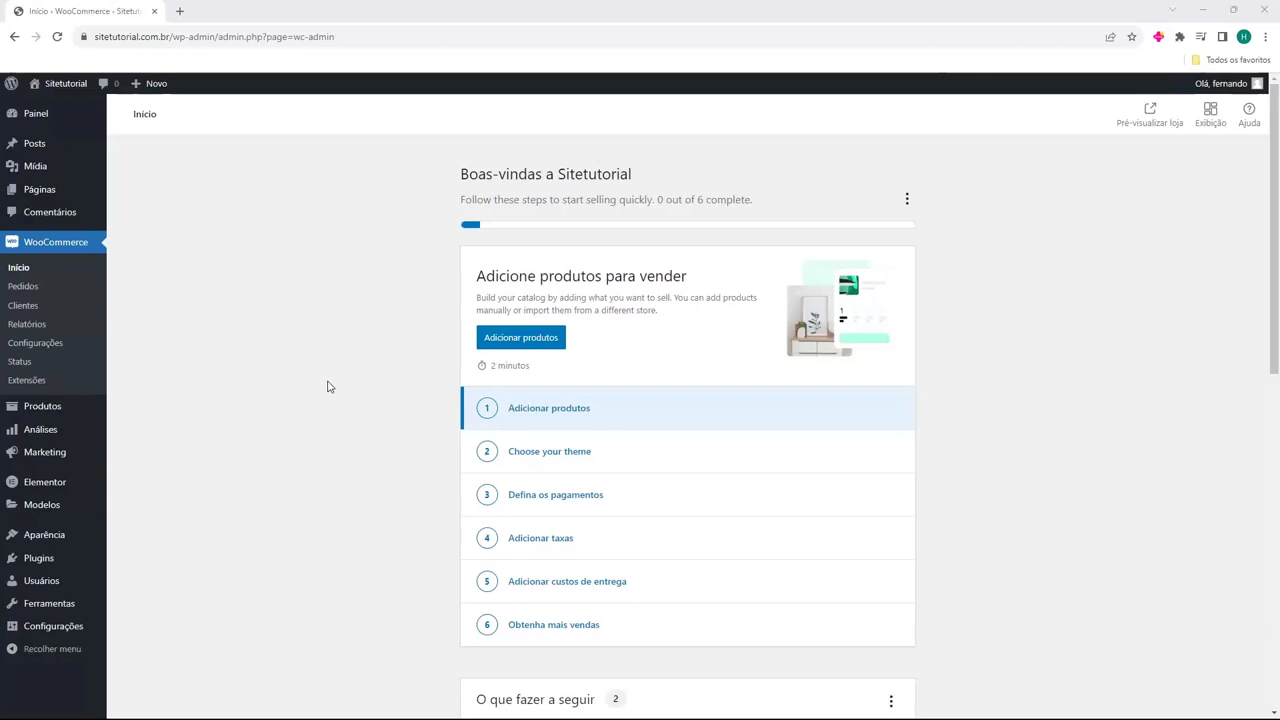 Início ‹ WooCommerce ‹ Sitetut
sitetutorial.com.br/wp-admin/admin.php?page=wc-admin
H
Todos os favoritos
Sitetutorial
0
Novo
Olá, fernando
Painel
Posts
Mídia
Páginas
Comentários
WooCommerce
Início
Pedidos
Clientes
Relatórios
Configurações
Status
Extensões
Produtos
Análises
Marketing
Elementor
Modelos
Aparência
Plugins
Usuários
Ferramentas
Configurações
Recolher menu
Início
Pré-visualizar loja
Exibição
Ajuda
Boas-vindas a Sitetutorial
Follow these steps to start selling quickly. 0 out of 6 complete.
Adicione produtos para vender
Build your catalog by adding what you want to sell. You can add products
manually or import them from a different store.
Adicionar produtos
2 minutos
1 Adicionar produtos
2 Choose your theme
3 Defina os pagamentos
4 Adicionar taxas
5 Adicionar custos de entrega
6 Obtenha mais vendas
O que fazer a seguir 2